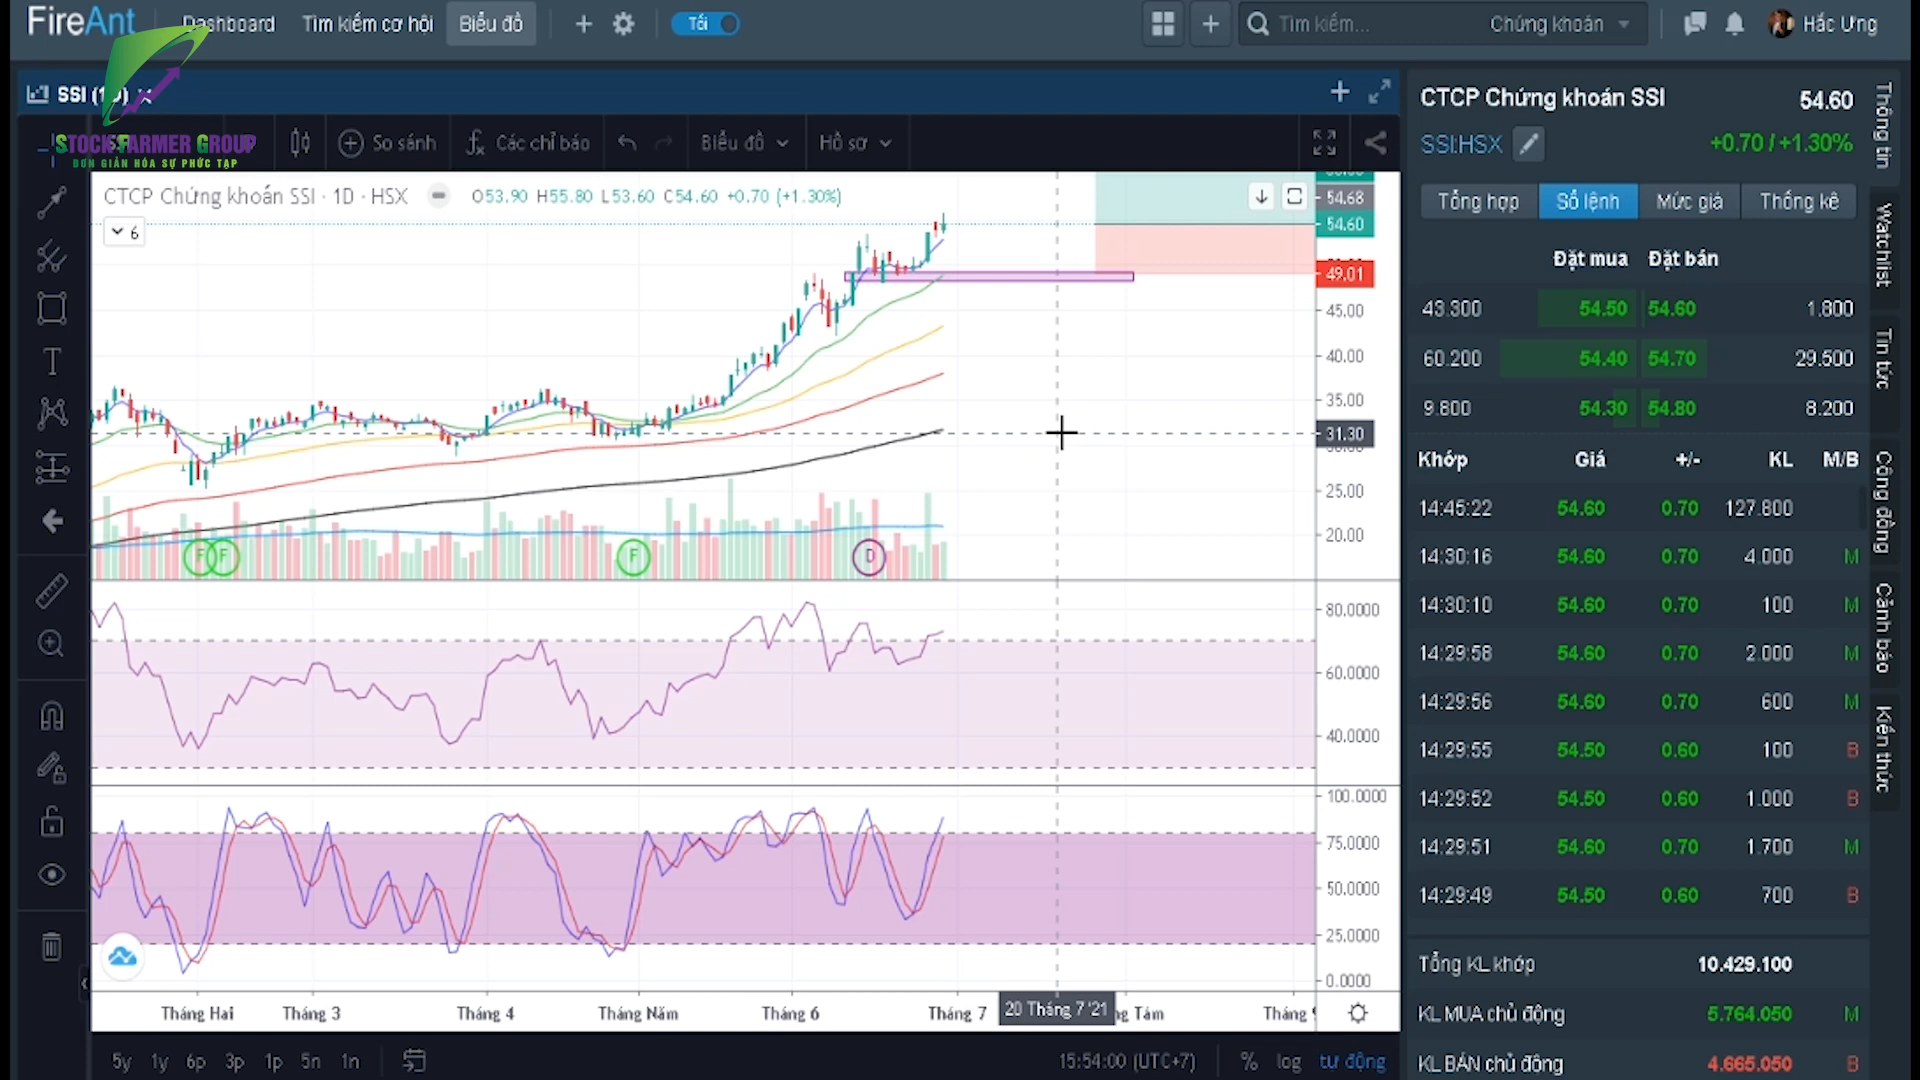 FireAnt
Dashboard
Tìm kiếm cơ hội
Biểu đồ
Tối
Tìm kiếm...
Chứng khoán
Hắc Ưng
SSI
STOCK FARMER GROUP
ĐƠN GIẢN HÓA SỰ PHỨC TẠP
So sánh
Các chỉ báo
Biểu đồ
Hồ sơ
CTCP Chứng khoán SSI · 1D · HSX
O53.90 H55.80 L53.60 C54.60 +0.70 (+1.30%)
6
54.68
54.60
49.01
45.00
40.00
35.00
31.30
25.00
20.00
F
F
F
D
80.0000
60.0000
40.0000
100.0000
75.0000
50.0000
25.0000
0.0000
Tháng Hai
Tháng 3
Tháng 4
Tháng Năm
Tháng 6
Tháng 7
20 Tháng 7 '21
g Tám
Tháng
5y 1y 6p 3p 1p 5n 1n
15:54:00 (UTC+7)
% log tự động
CTCP Chứng khoán SSI 54.60
SSI:HSX +0.70 / +1.30%
Tổng hợp Sổ lệnh Mức giá Thống kê
Đặt mua Đặt bán
43.300 54.50 54.60 1.800
60.200 54.40 54.70 29.500
9.800 54.30 54.80 8.200
Khớp Giá +/- KL M/B
14:45:22 54.60 0.70 127.800
14:30:16 54.60 0.70 4.000 M
14:30:10 54.60 0.70 100 M
14:29:58 54.60 0.70 2.000 M
14:29:56 54.60 0.70 600 M
14:29:55 54.50 0.60 100 B
14:29:52 54.50 0.60 1.000 B
14:29:51 54.60 0.70 1.700 M
14:29:49 54.50 0.60 700 B
Tổng KL khớp 10.429.100
KL MUA chủ động 5.764.050 M
KL BÁN chủ động 4.665.050 B
Thông tin
Watchlist
Tin tức
Cộng đồng
Cảnh báo
Kiến thức